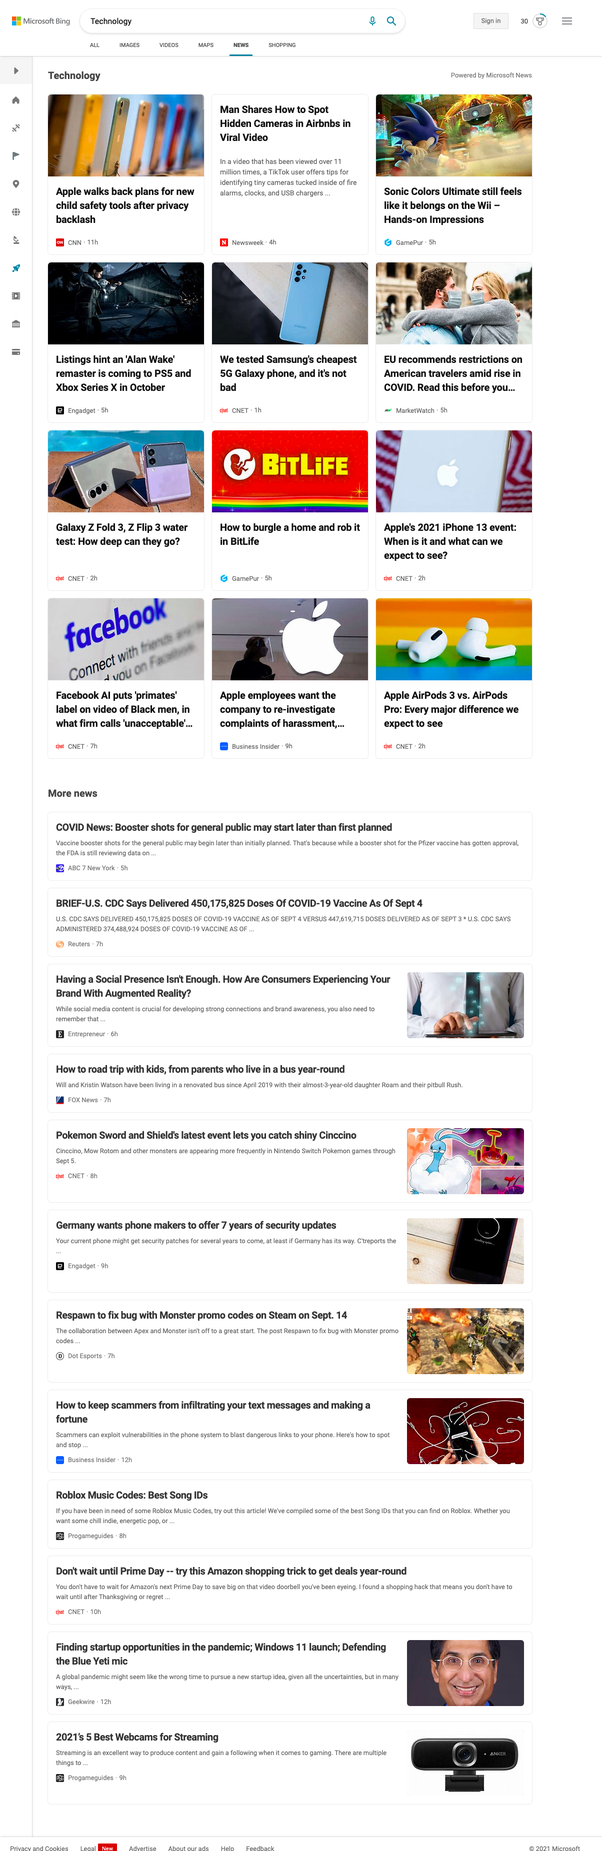 Microsoft Bing
Technology
Sign in
30
ALL IMAGES VIDEOS MAPS NEWS SHOPPING
Technology
Powered by Microsoft News
Apple walks back plans for new
child safety tools after privacy
backlash
CNN · 11h
Man Shares How to Spot
Hidden Cameras in Airbnbs in
Viral Video
In a video that has been viewed over 11
million times, a TikTok user offers tips for
identifying tiny cameras tucked inside of fire
alarms, clocks, and USB chargers ...
Newsweek · 4h
Sonic Colors Ultimate still feels
like it belongs on the Wii –
Hands-on Impressions
GamePur · 5h
Listings hint an 'Alan Wake'
remaster is coming to PS5 and
Xbox Series X in October
Engadget · 5h
We tested Samsung's cheapest
5G Galaxy phone, and it's not
bad
CNET · 1h
EU recommends restrictions on
American travelers amid rise in
COVID. Read this before you...
MarketWatch · 5h
Galaxy Z Fold 3, Z Flip 3 water
test: How deep can they go?
CNET · 2h
BITLIFE
How to burgle a home and rob it
in BitLife
GamePur · 5h
Apple's 2021 iPhone 13 event:
When is it and what can we
expect to see?
CNET · 2h
facebook
Connect with friends and
you on Facebook.
Facebook AI puts 'primates'
label on video of Black men, in
what firm calls 'unacceptable'...
CNET · 7h
Apple employees want the
company to re-investigate
complaints of harassment,...
Business Insider · 9h
Apple AirPods 3 vs. AirPods
Pro: Every major difference we
expect to see
CNET · 2h
More news
COVID News: Booster shots for general public may start later than first planned
Vaccine booster shots for the general public may begin later than initially planned. That's because while a booster shot for the Pfizer vaccine has gotten approval,
the FDA is still reviewing data on ...
ABC 7 New York · 5h
BRIEF-U.S. CDC Says Delivered 450,175,825 Doses Of COVID-19 Vaccine As Of Sept 4
U.S. CDC SAYS DELIVERED 450,175,825 DOSES OF COVID-19 VACCINE AS OF SEPT 4 VERSUS 447,619,715 DOSES DELIVERED AS OF SEPT 3 * U.S. CDC SAYS
ADMINISTERED 374,488,924 DOSES OF COVID-19 VACCINE AS OF ...
Reuters · 7h
Having a Social Presence Isn't Enough. How Are Consumers Experiencing Your
Brand With Augmented Reality?
While social media content is crucial for developing strong connections and brand awareness, you also need to
remember that ...
Entrepreneur · 6h
How to road trip with kids, from parents who live in a bus year-round
Will and Kristin Watson have been living in a renovated bus since April 2019 with their almost-3-year-old daughter Roam and their pitbull Rush.
FOX News · 7h
Pokemon Sword and Shield's latest event lets you catch shiny Cinccino
Cinccino, Mow Rotom and other monsters are appearing more frequently in Nintendo Switch Pokemon games through
Sept 5.
CNET · 8h
Germany wants phone makers to offer 7 years of security updates
Your current phone might get security patches for several years to come, at least if Germany has its way. C'treports the
...
Engadget · 9h
Respawn to fix bug with Monster promo codes on Steam on Sept. 14
The collaboration between Apex and Monster isn't off to a great start. The post Respawn to fix bug with Monster promo
codes ...
Dot Esports · 7h
How to keep scammers from infiltrating your text messages and making a
fortune
Scammers can exploit vulnerabilities in the phone system to blast dangerous links to your phone. Here's how to spot
and stop ...
Business Insider · 12h
Roblox Music Codes: Best Song IDs
If you have been in need of some Roblox Music Codes, try out this article! We've compiled some of the best Song IDs that you can find on Roblox. Whether you
want some chill indie, energetic pop, or ...
Progameguides · 8h
Don't wait until Prime Day -- try this Amazon shopping trick to get deals year-round
You don't have to wait for Amazon's next Prime Day to save big on that video doorbell you've been eyeing. I found a shopping hack that means you don't have to
wait until after Thanksgiving or regret ...
CNET · 10h
Finding startup opportunities in the pandemic; Windows 11 launch; Defending
the Blue Yeti mic
A global pandemic might seem like the wrong time to pursue a new startup idea, given all the uncertainties, but in many
ways, ...
Geekwire · 12h
2021's 5 Best Webcams for Streaming
Streaming is an excellent way to produce content and gain a following when it comes to gaming. There are multiple
things to ...
Progameguides · 9h
ANKER
Privacy and Cookies Legal New Advertise About our ads Help Feedback © 2021 Microsoft